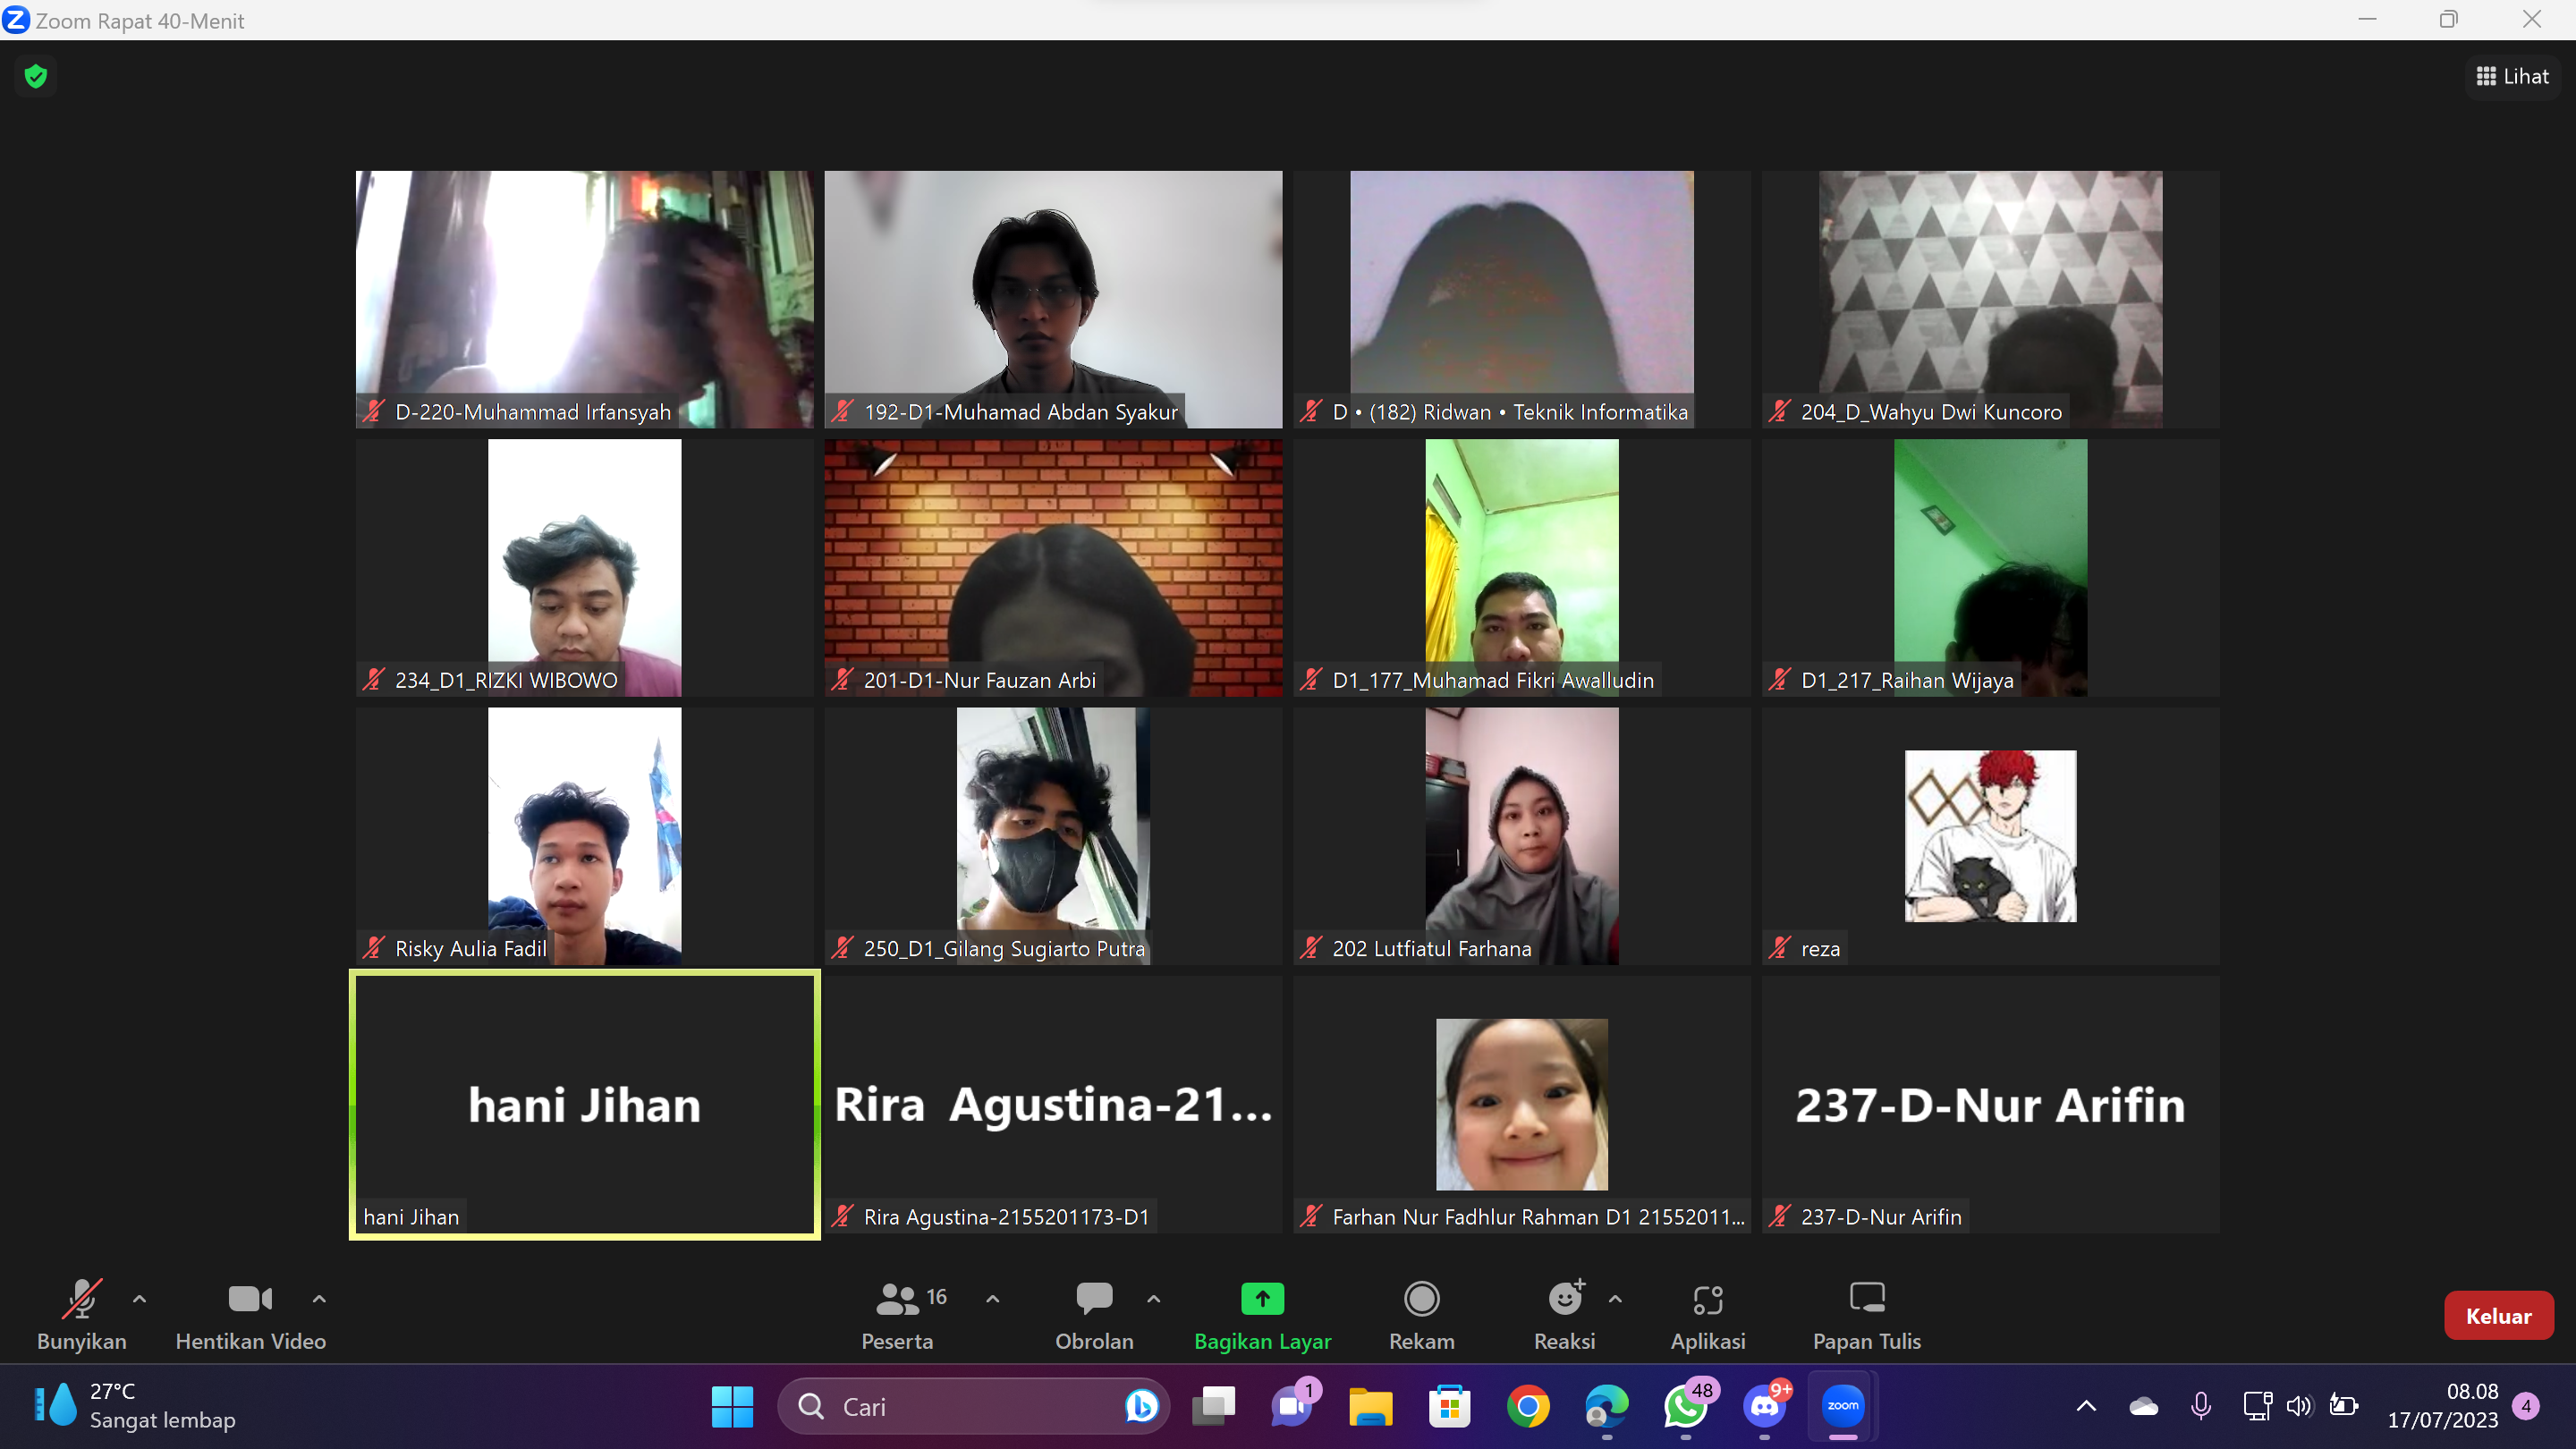 Zoom Rapat 40-Menit
Lihat
D-220-Muhammad Irfansyah
192-D1-Muhamad Abdan Syakur
D • (182) Ridwan • Teknik Informatika
204_D_Wahyu Dwi Kuncoro
234_D1_RIZKI WIBOWO
201-D1-Nur Fauzan Arbi
D1_177_Muhamad Fikri Awalludin
D1_217_Raihan Wijaya
Risky Aulia Fadil
250_D1_Gilang Sugiarto Putra
202 Lutfiatul Farhana
reza
hani Jihan
Rira Agustina-21...
237-D-Nur Arifin
hani Jihan
Rira Agustina-2155201173-D1
Farhan Nur Fadhlur Rahman D1 21552011...
237-D-Nur Arifin
16
Bunyikan
Hentikan Video
Peserta
Obrolan
Bagikan Layar
Rekam
Reaksi
Aplikasi
Papan Tulis
Keluar
27°C
Sangat lembap
Cari
1
48
9+
zoom
08.08
17/07/2023
4